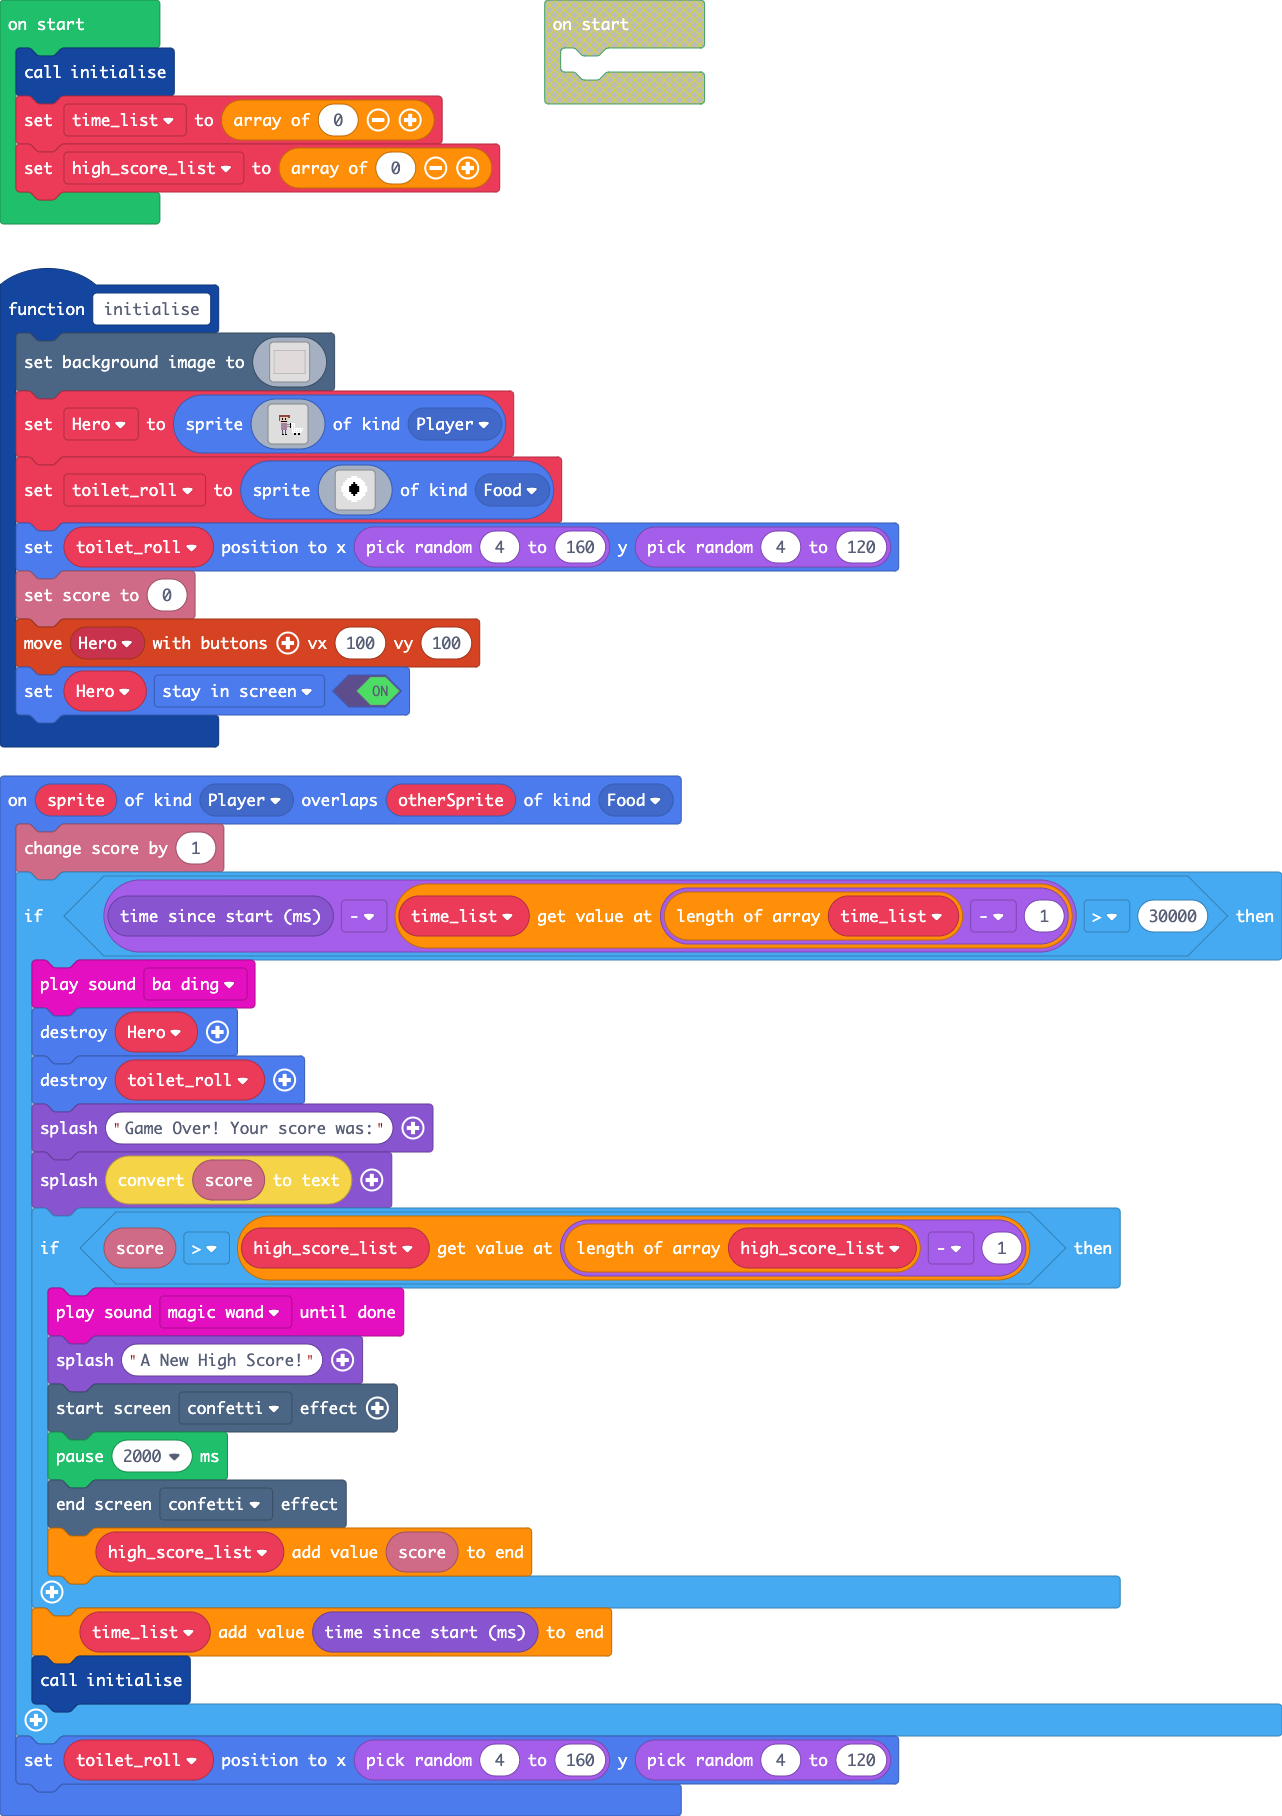 on start
call initialise
set time_list to array of 0
set high_score_list to array of 0
on start
function initialise
set background image to
set Hero to sprite of kind Player
set toilet_roll to sprite of kind Food
set toilet_roll position to x pick random 4 to 160 y pick random 4 to 120
set score to 0
move Hero with buttons vx 100 vy 100
set Hero stay in screen ON
on sprite of kind Player overlaps otherSprite of kind Food
change score by 1
if time since start (ms) - time_list get value at length of array time_list - 1 > 30000 then
play sound ba ding
destroy Hero
destroy toilet_roll
splash "Game Over! Your score was:"
splash convert score to text
if score > high_score_list get value at length of array high_score_list - 1 then
play sound magic wand until done
splash "A New High Score!"
start screen confetti effect
pause 2000 ms
end screen confetti effect
high_score_list add value score to end
time_list add value time since start (ms) to end
call initialise
set toilet_roll position to x pick random 4 to 160 y pick random 4 to 120